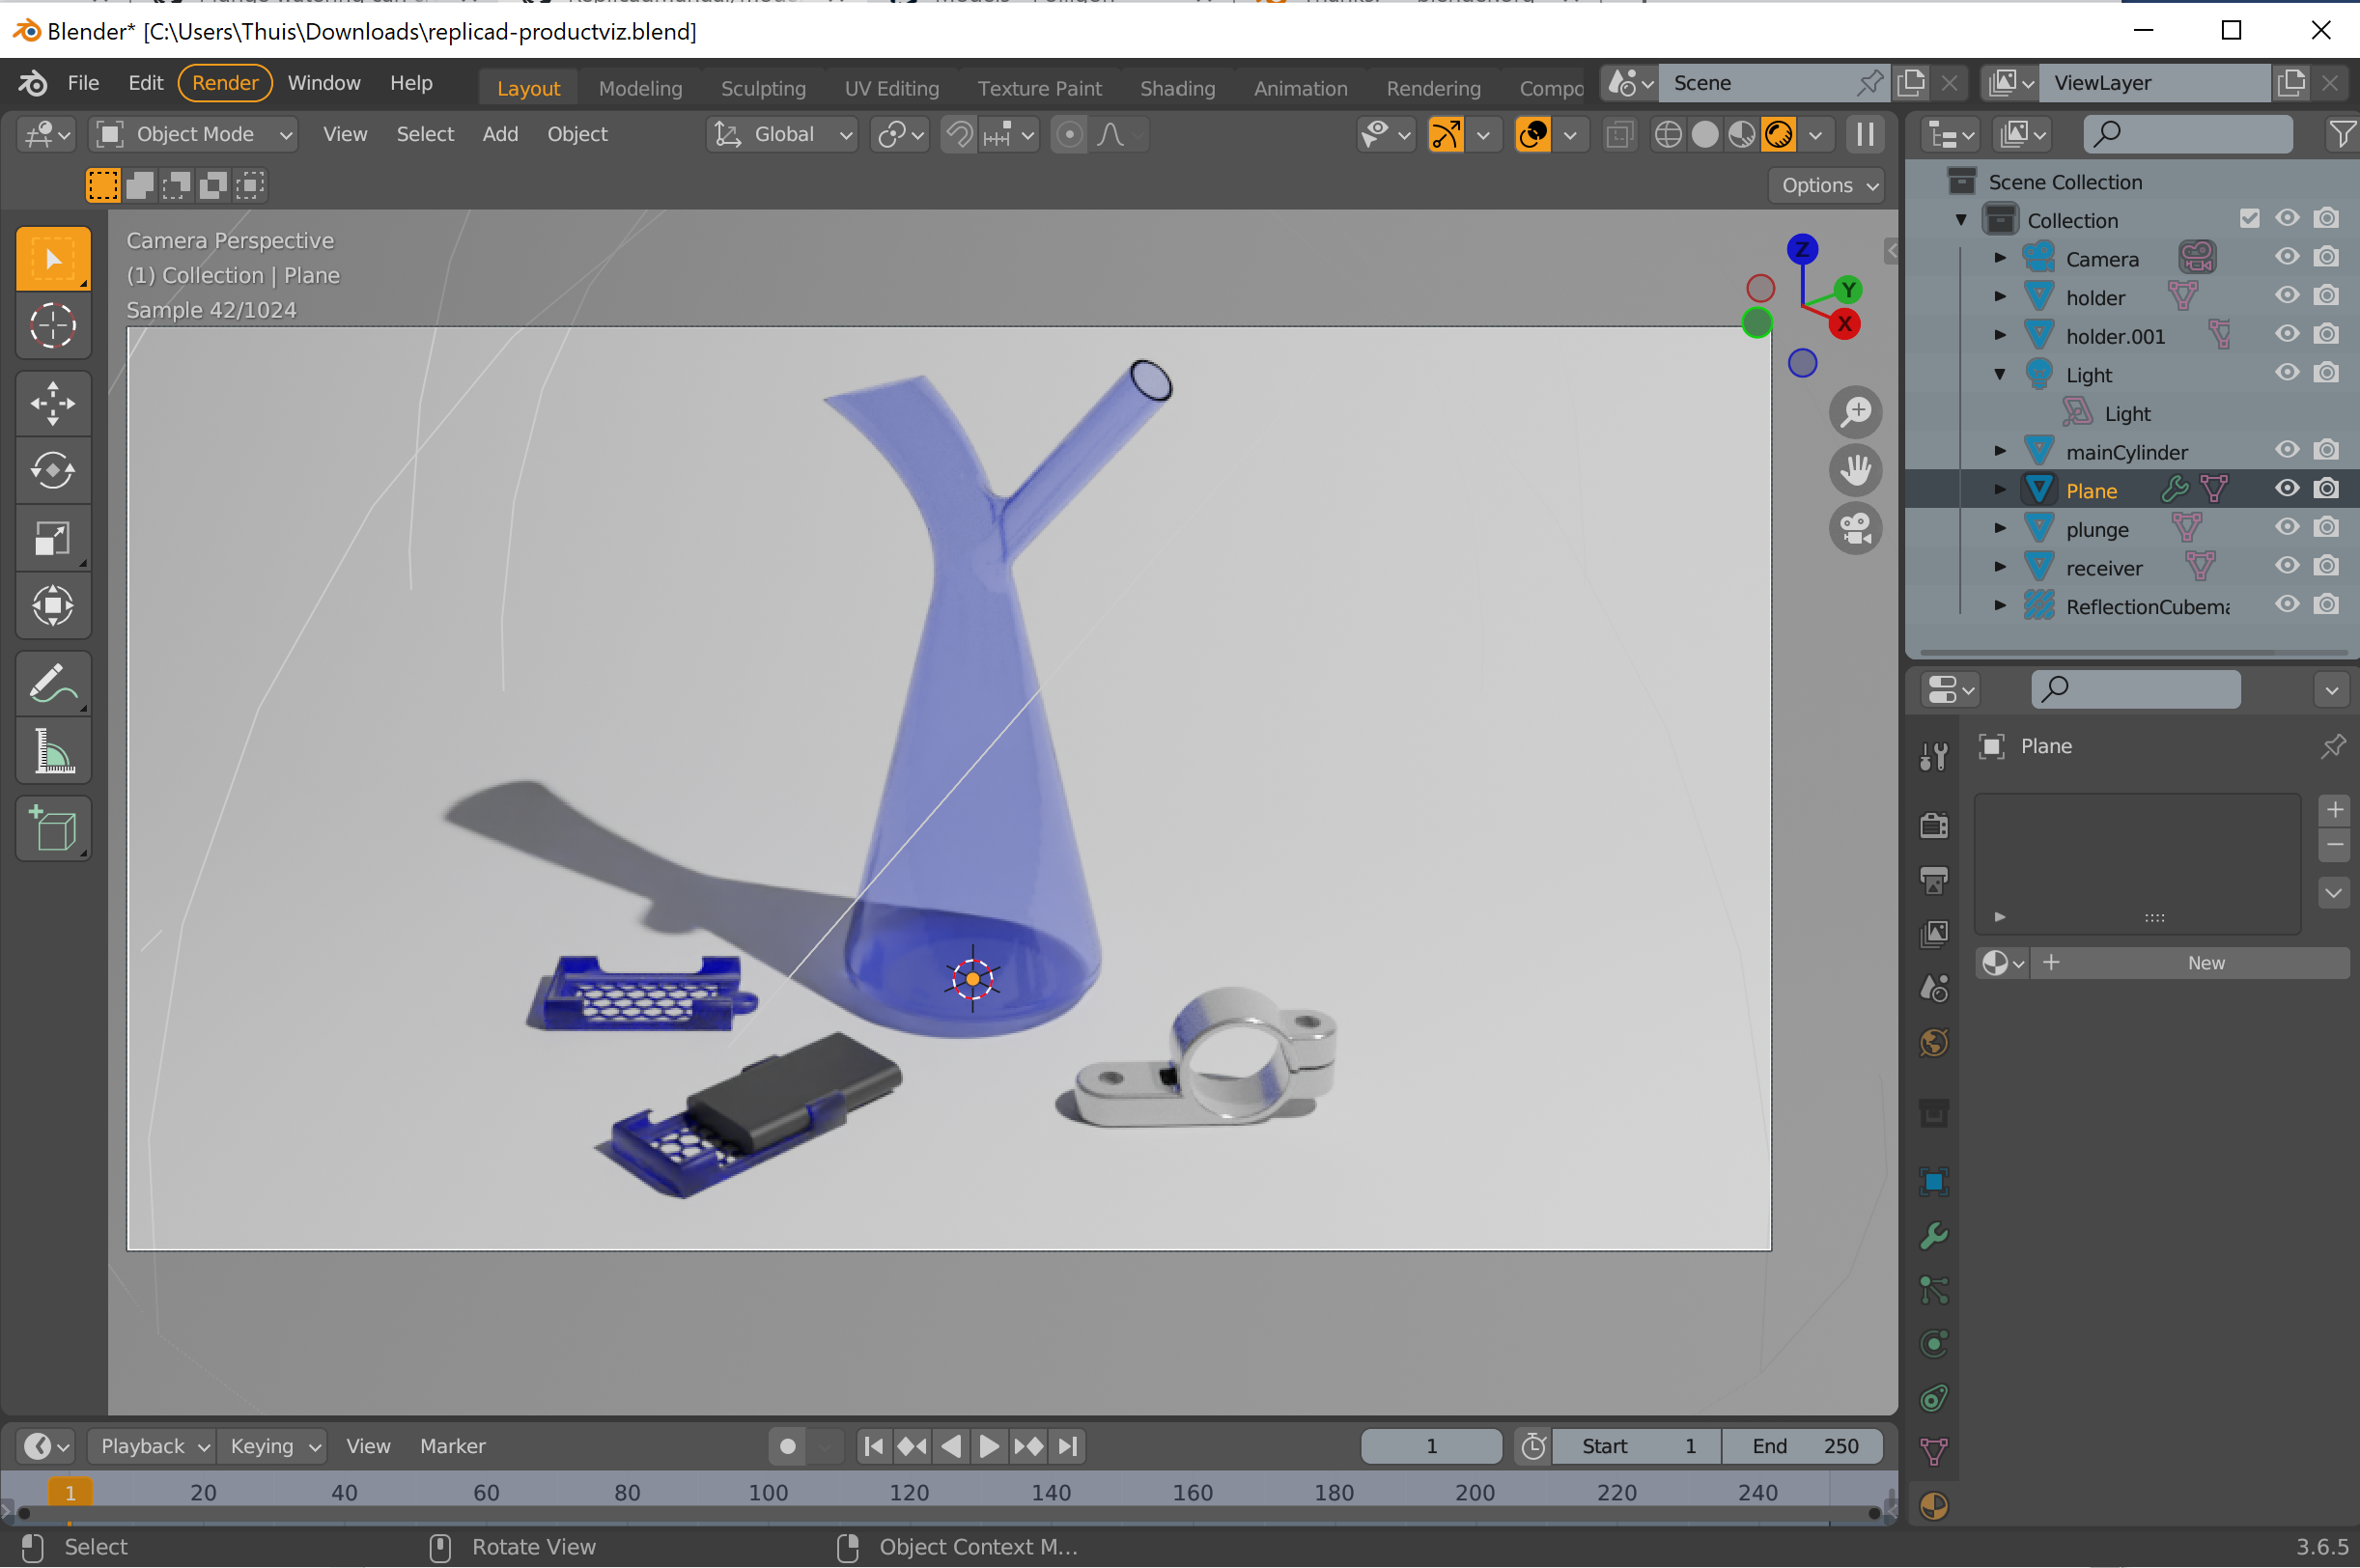 Blender* [C:\Users\Thuis\Downloads\replicad-productviz.blend]
File Edit Render Window Help Layout Modeling Sculpting UV Editing Texture Paint Shading Animation Rendering Compo Scene ViewLayer
Object Mode View Select Add Object Global
Options
Camera Perspective
(1) Collection | Plane
Sample 42/1024
Z
Y
X
Scene Collection
Collection
Camera
holder
holder.001
Light
Light
mainCylinder
Plane
plunge
receiver
ReflectionCubema
Plane
New
Playback Keying View Marker 1 Start 1 End 250
1 20 40 60 80 100 120 140 160 180 200 220 240
Select Rotate View Object Context M... 3.6.5